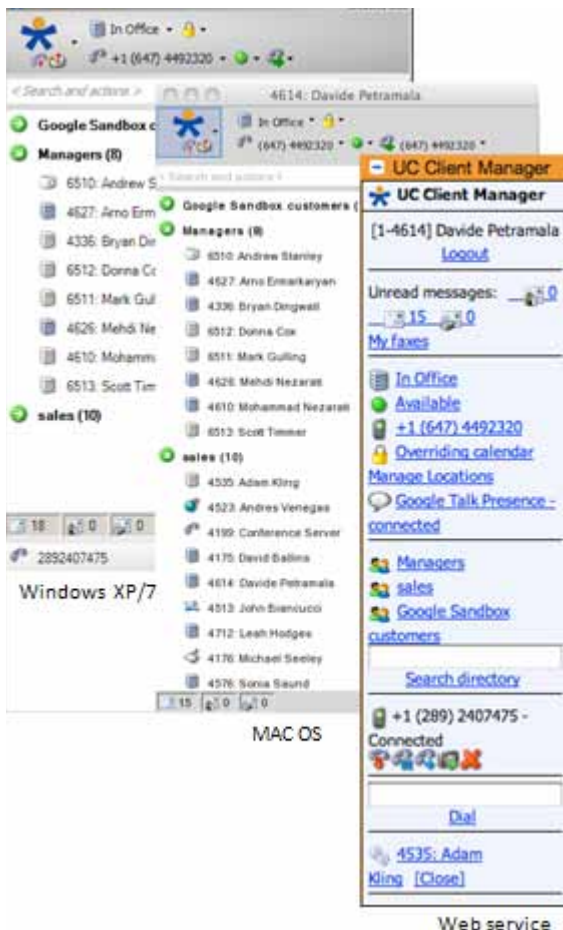 In Office
+1 (647) 4492320
< Search and actions >
Google Sandbox c
Managers (8)
6510: Andrew S
4627: Arno Erm
4336: Bryan Din
6512: Donna Co
6511: Mark Gul
4626: Mehdi Ne
4610: Mohamm
6513: Scott Tim
sales (10)
18 0 0
2892407475
Windows XP/7
4614: Davide Petramala
In Office
(647) 4492320 (647) 4492320
< Search and actions >
Google Sandbox customers (
Managers (8)
6510: Andrew Stanley
4627: Arno Ermarkaryan
4336: Bryan Dingwall
6512: Donna Cox
6511: Mark Gulling
4626: Mehdi Nezarati
4610: Mohammad Nezarati
6513: Scott Timmer
sales (10)
4535: Adam Kling
4523: Andres Venegas
4199: Conference Server
4175: David Ballins
4614: Davide Petramala
4513: John Biancucci
4712: Leah Hodges
4176: Michael Seeley
4576: Sonia Saund
15 0 0
MAC OS
UC Client Manager
UC Client Manager
[1-4614] Davide Petramala
Logout
Unread messages: 0
15 0
My faxes
In Office
Available
+1 (647) 4492320
Overriding calendar
Manage Locations
Google Talk Presence -
connected
Managers
sales
Google Sandbox
customers
Search directory
+1 (289) 2407475 -
Connected
Dial
4535: Adam
Kling [Close]
Web service